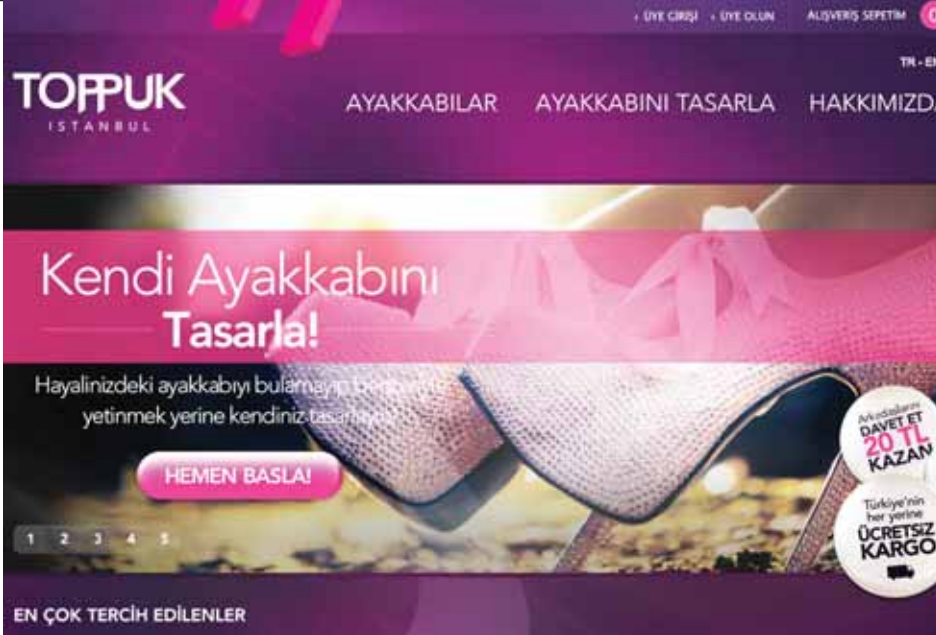 › ÜYE GİRİŞİ › ÜYE OLUN ALIŞVERİŞ SEPETİM
TR - EN
TOPPUK
ISTANBUL
AYAKKABILAR AYAKKABINI TASARLA HAKKIMIZDA
Kendi Ayakkabını
Tasarla!
Hayalinizdeki ayakkabıyı bulamayıp
yetinmek yerine kendiniz
HEMEN BAŞLA!
1 2 3 4 5
Arkadaşlarını
DAVET ET
20 TL
KAZAN
Türkiye'nin
her yerine
ÜCRETSİZ
KARGO
EN ÇOK TERCİH EDİLENLER